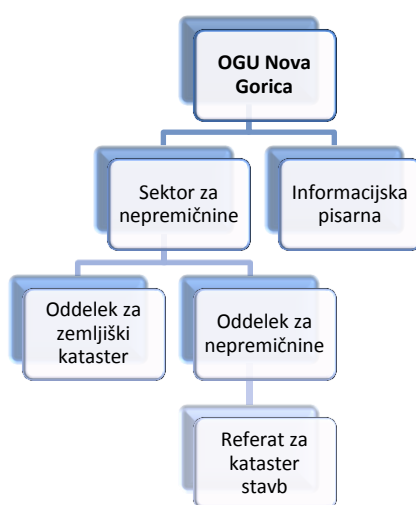 OGU Nova
Gorica
Sektor za
nepremičnine
Informacijska
pisarna
Oddelek za
zemljiški
kataster
Oddelek za
nepremičnine
Referat za
kataster
stavb